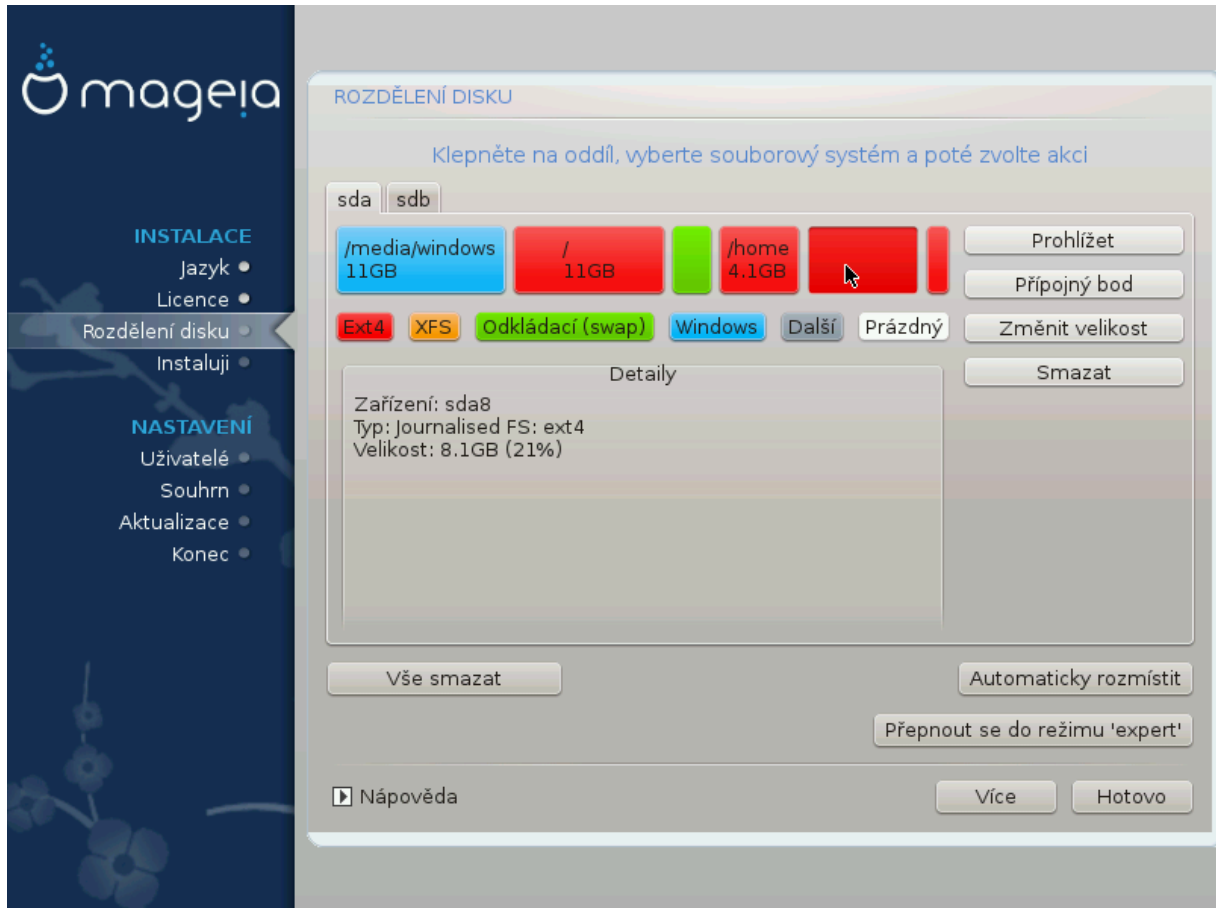 mageia
INSTALACE
Jazyk
Licence
Rozdělení disku
Instaluji
NASTAVENÍ
Uživatelé
Souhrn
Aktualizace
Konec
ROZDĚLENÍ DISKU
Klepněte na oddíl, vyberte souborový systém a poté zvolte akci
sda sdb
/media/windows
11GB
/
11GB
/home
4.1GB
Ext4 XFS Odkládací (swap) Windows Další Prázdný
Prohlížet
Přípojný bod
Změnit velikost
Smazat
Detaily
Zařízení: sda8
Typ: Journalised FS: ext4
Velikost: 8.1GB (21%)
Vše smazat
Automaticky rozmístit
Přepnout se do režimu 'expert'
Nápověda
Více
Hotovo